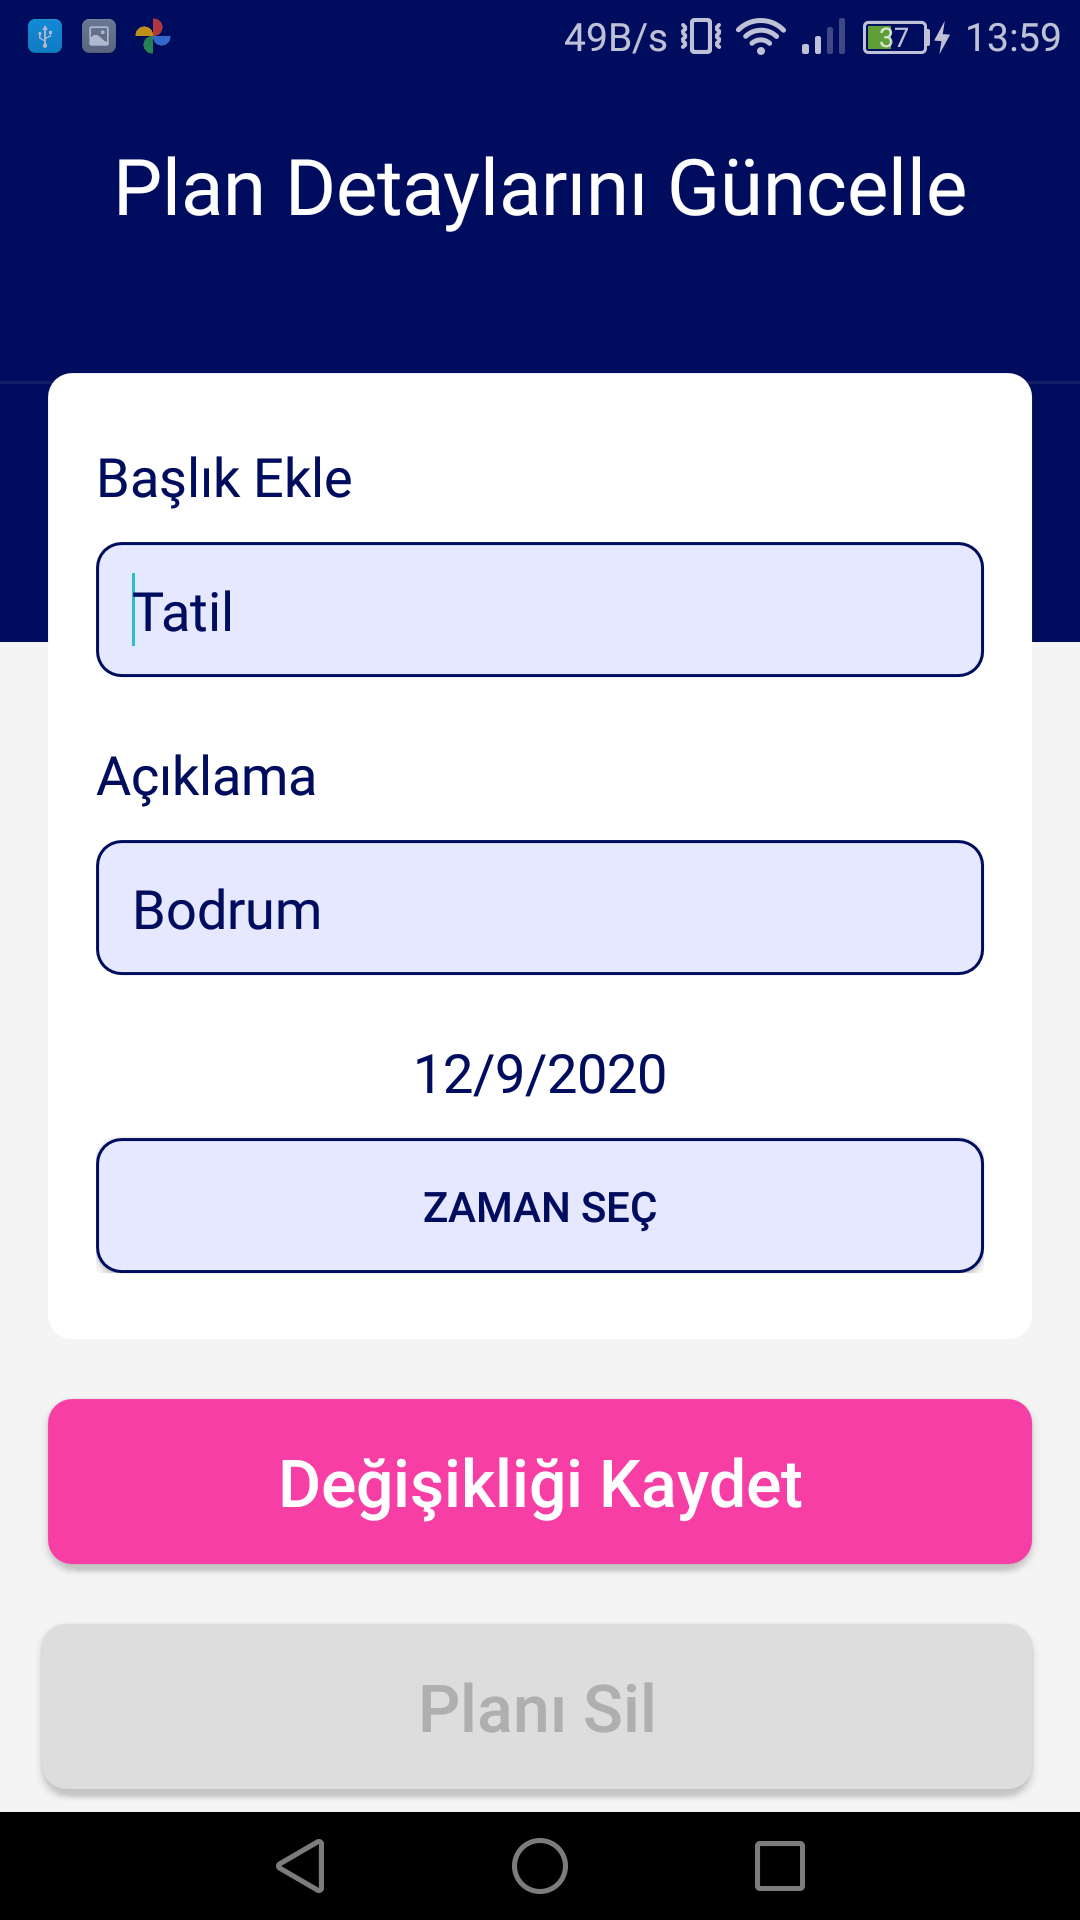 49B/s 37 13:59
Plan Detaylarını Güncelle
Başlık Ekle
Tatil
Açıklama
Bodrum
12/9/2020
ZAMAN SEÇ
Değişikliği Kaydet
Planı Sil